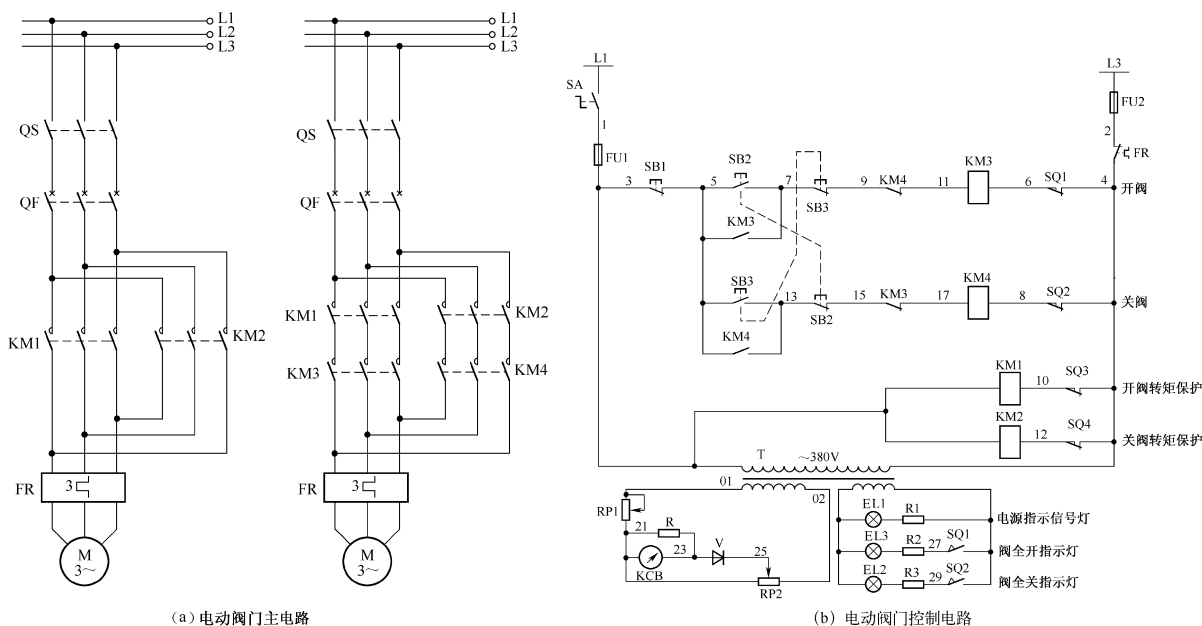 L1
L2
L3
QS
QF
KM1
KM2
FR
3
M
3～
L1
L2
L3
QS
QF
KM1
KM2
KM3
KM4
FR
3
M
3～
(a) 电动阀门主电路
L1
L3
SA
FU2
1
2
FU1
FR
3
SB1
5
SB2
7
SB3
9
KM4
11
KM3
6
SQ1
4
开阀
KM3
SB3
13
SB2
15
KM3
17
KM4
8
SQ2
关阀
KM4
KM1
10
SQ3
开阀转矩保护
KM2
12
SQ4
关阀转矩保护
T
～380V
01
02
RP1
21
R
23
V
25
KCB
RP2
EL1
R1
电源指示信号灯
EL3
R2
27
SQ1
阀全开指示灯
EL2
R3
29
SQ2
阀全关指示灯
(b) 电动阀门控制电路